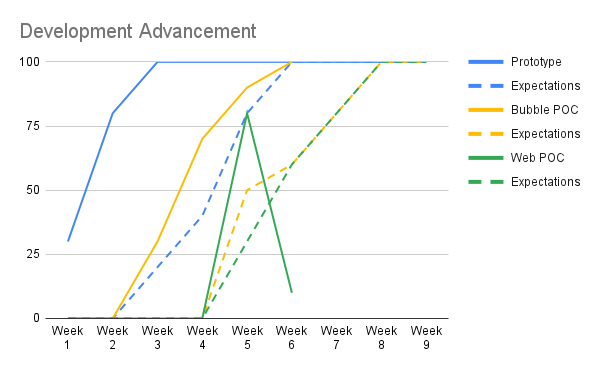 Development Advancement
100
75
50
25
0
Week 1
Week 2
Week 3
Week 4
Week 5
Week 6
Week 7
Week 8
Week 9
Prototype
Expectations
Bubble POC
Expectations
Web POC
Expectations